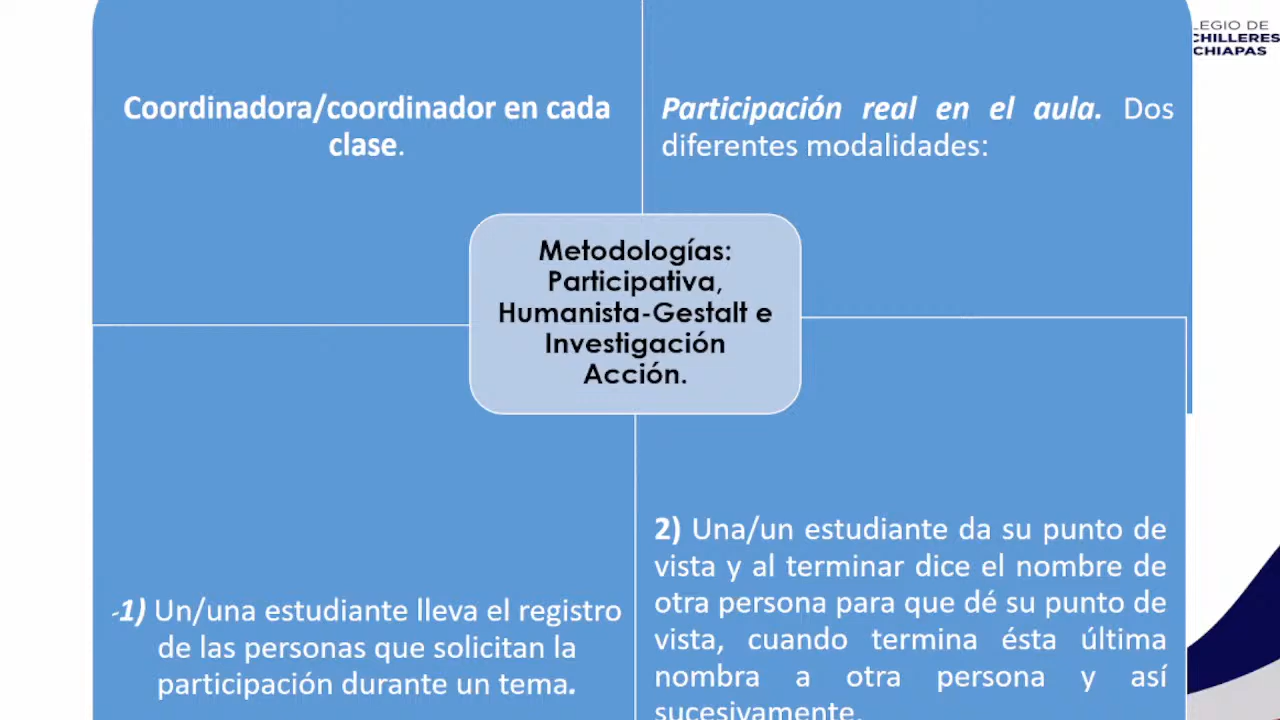 LEGIO DE
CHILLERES
CHIAPAS
Coordinadora/coordinador en cada
clase.
Participación real en el aula. Dos
diferentes modalidades:
Metodologías:
Participativa,
Humanista-Gestalt e
Investigación
Acción.
-1) Un/una estudiante lleva el registro
de las personas que solicitan la
participación durante un tema.
2) Una/un estudiante da su punto de
vista y al terminar dice el nombre de
otra persona para que dé su punto de
vista, cuando termina ésta última
nombra a otra persona y así
sucesivamente.